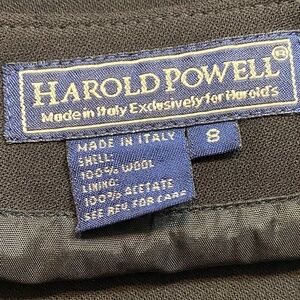 HAROLD POWELL®
Made in Italy Exclusively for Harold's
8
MADE IN ITALY
SHELL:
100% WOOL
LINING:
100% ACETATE
SEE REV FOR CARE